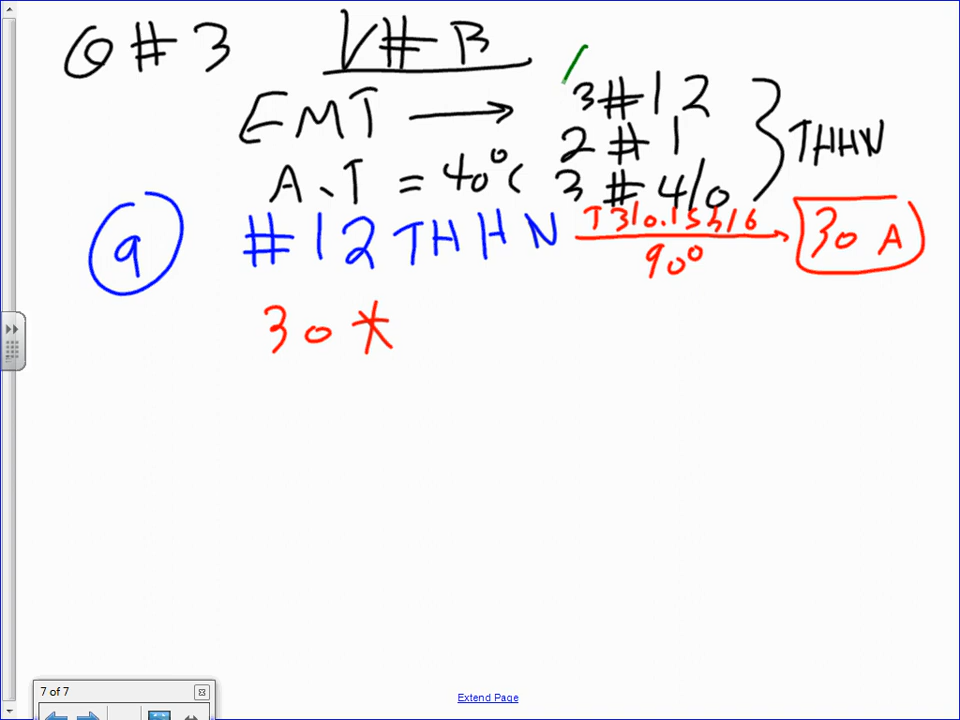 Q#3 V#B
EMT → 3#12
2#1
A.T = 40°C 3#4/0
} THHN
a #12 THHN T310.15b16 90° 30 A
30 *
7 of 7
Extend Page